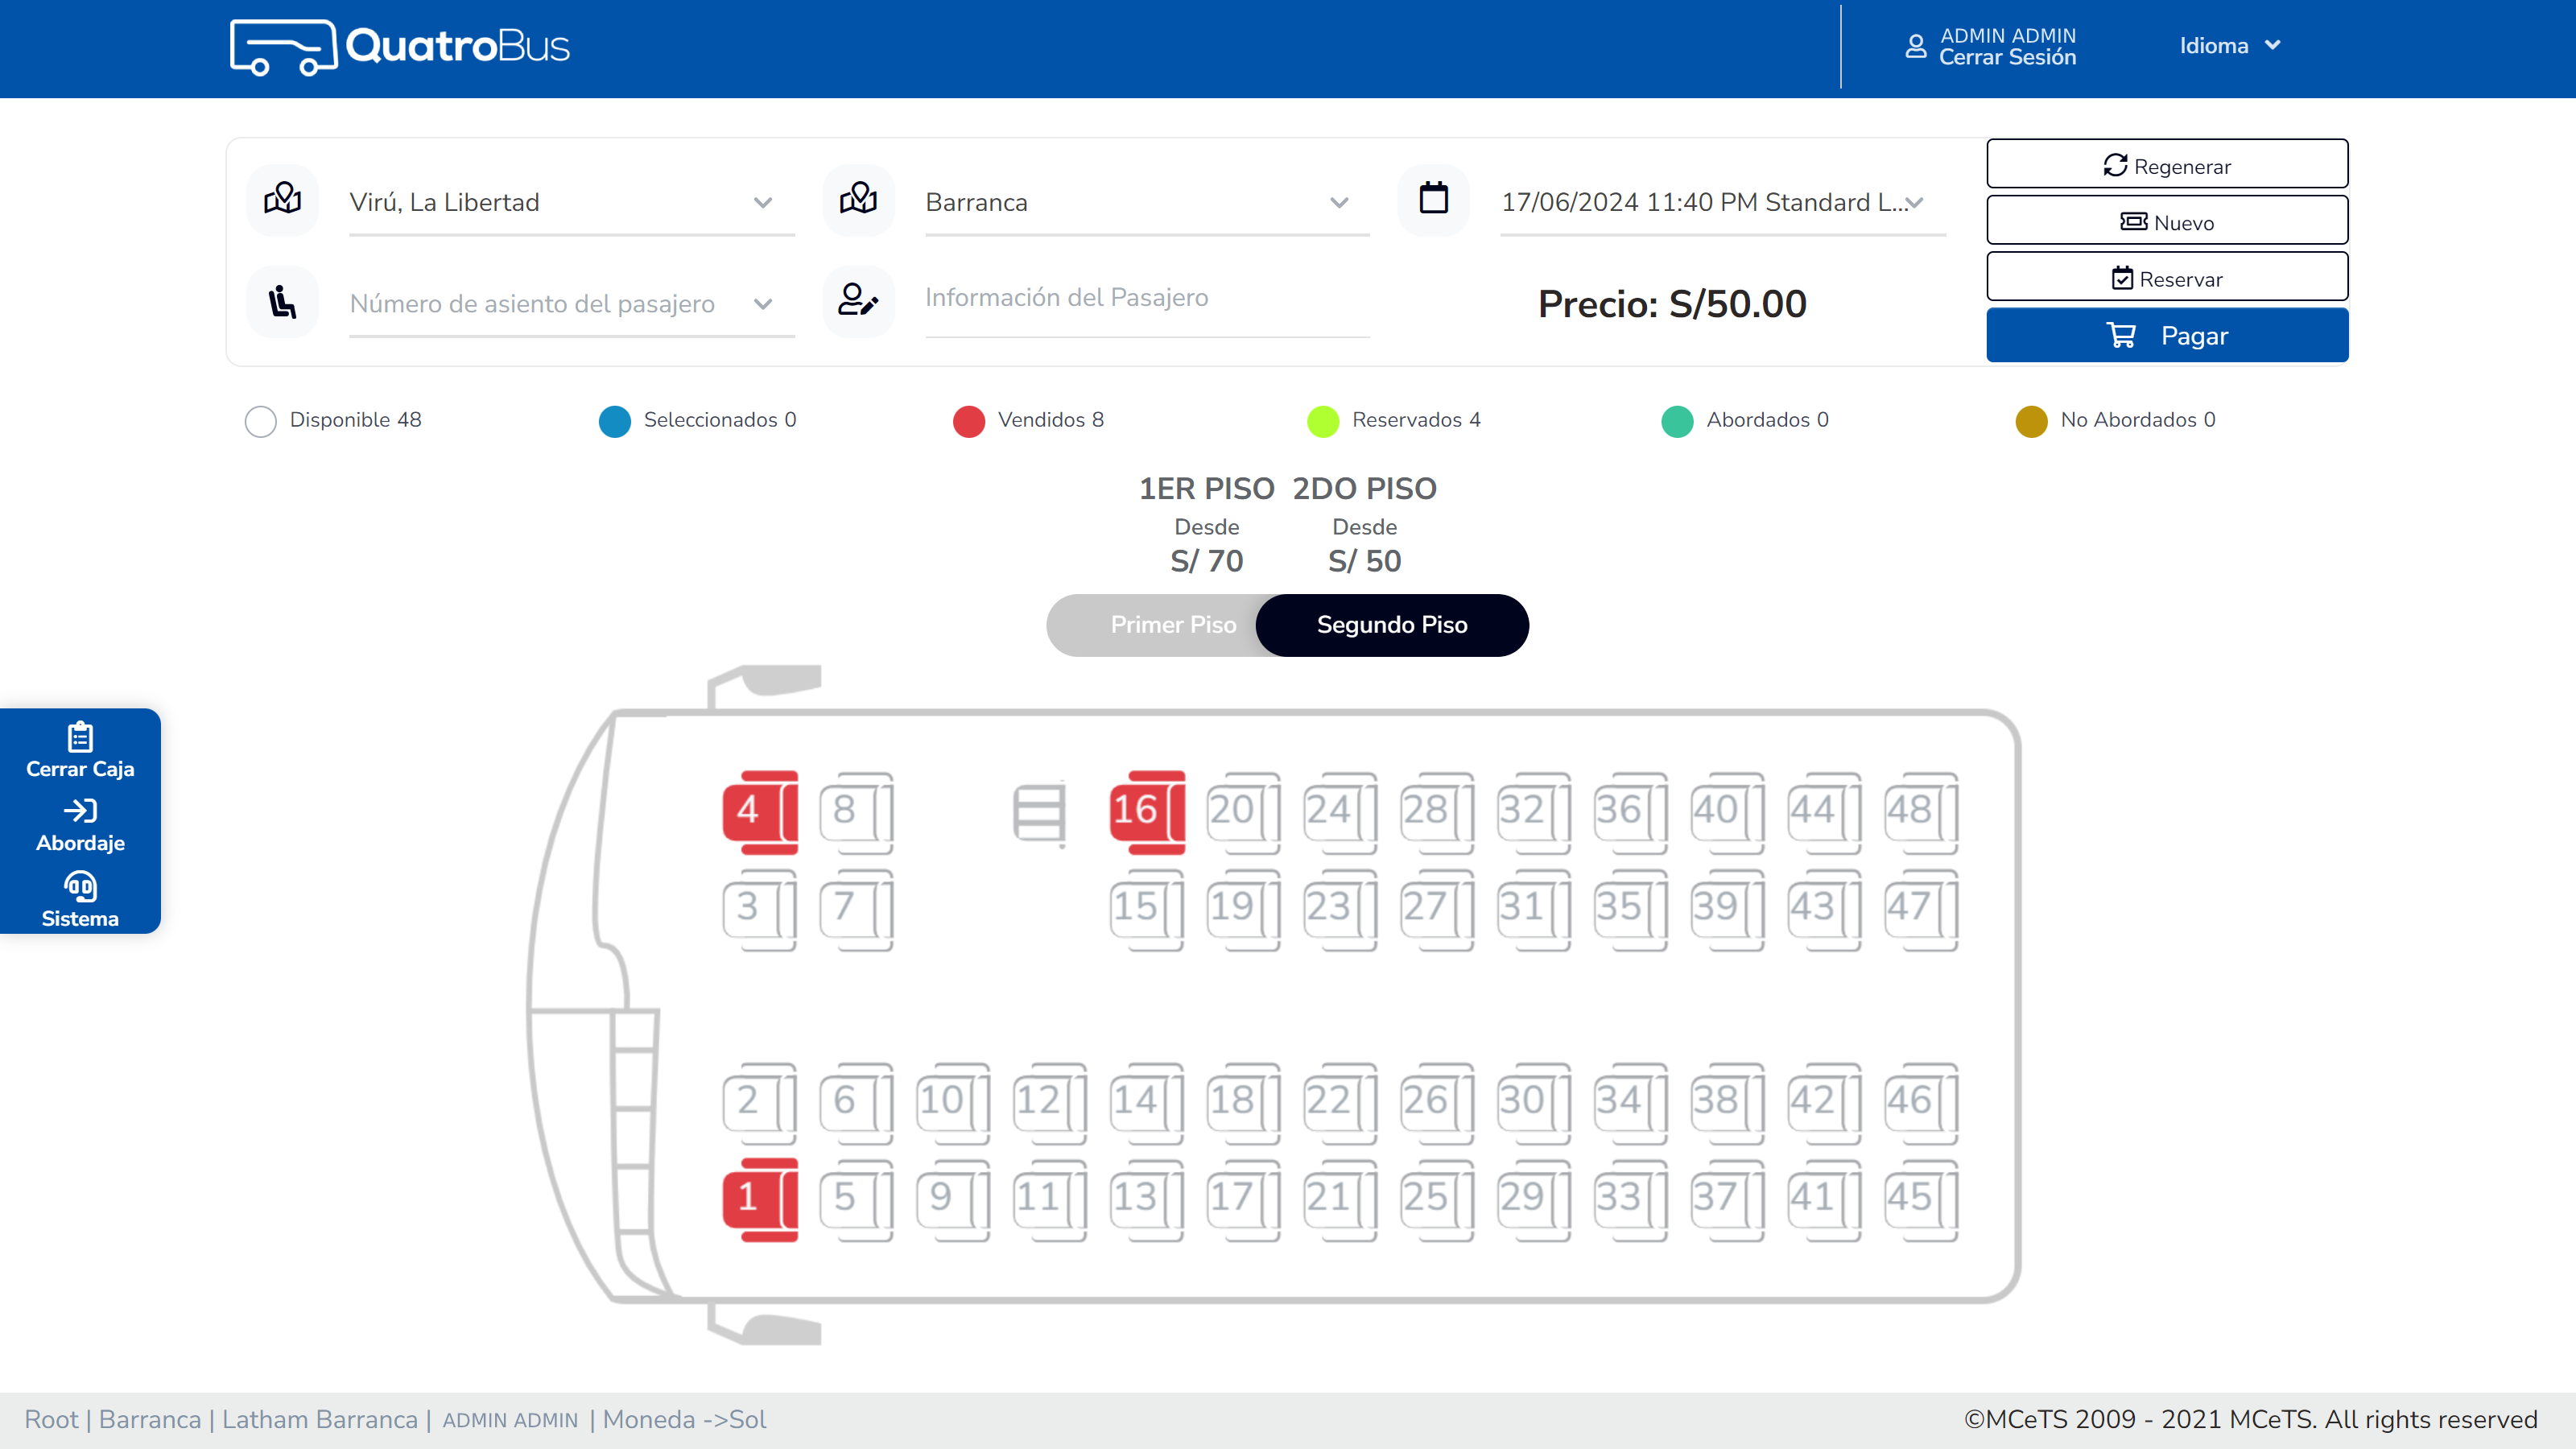 QuatroBus
ADMIN ADMIN
Cerrar Sesión
Idioma
Virú, La Libertad
Barranca
17/06/2024 11:40 PM Standard L...
Regenerar
Nuevo
Reservar
Pagar
Número de asiento del pasajero
Información del Pasajero
Precio: S/50.00
Disponible 48
Seleccionados 0
Vendidos 8
Reservados 4
Abordados 0
No Abordados 0
1ER PISO 2DO PISO
Desde Desde
S/ 70 S/ 50
Primer Piso Segundo Piso
Cerrar Caja
Abordaje
Sistema
4 8 16 20 24 28 32 36 40 44 48
3 7 15 19 23 27 31 35 39 43 47
2 6 10 12 14 18 22 26 30 34 38 42 46
1 5 9 11 13 17 21 25 29 33 37 41 45
Root | Barranca | Latham Barranca | ADMIN ADMIN | Moneda ->Sol
©MCeTS 2009 - 2021 MCeTS. All rights reserved